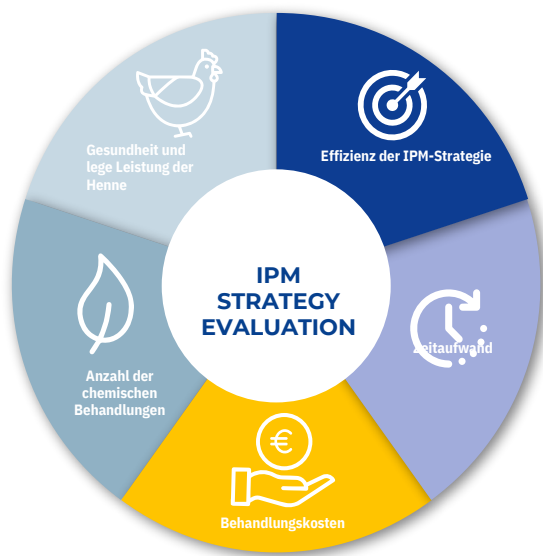 Gesundheit und
lege Leistung der
Henne
Effizienz der IPM-Strategie
IPM
STRATEGY
EVALUATION
Zeitaufwand
Anzahl der
chemischen
Behandlungen
€
Behandlungskosten